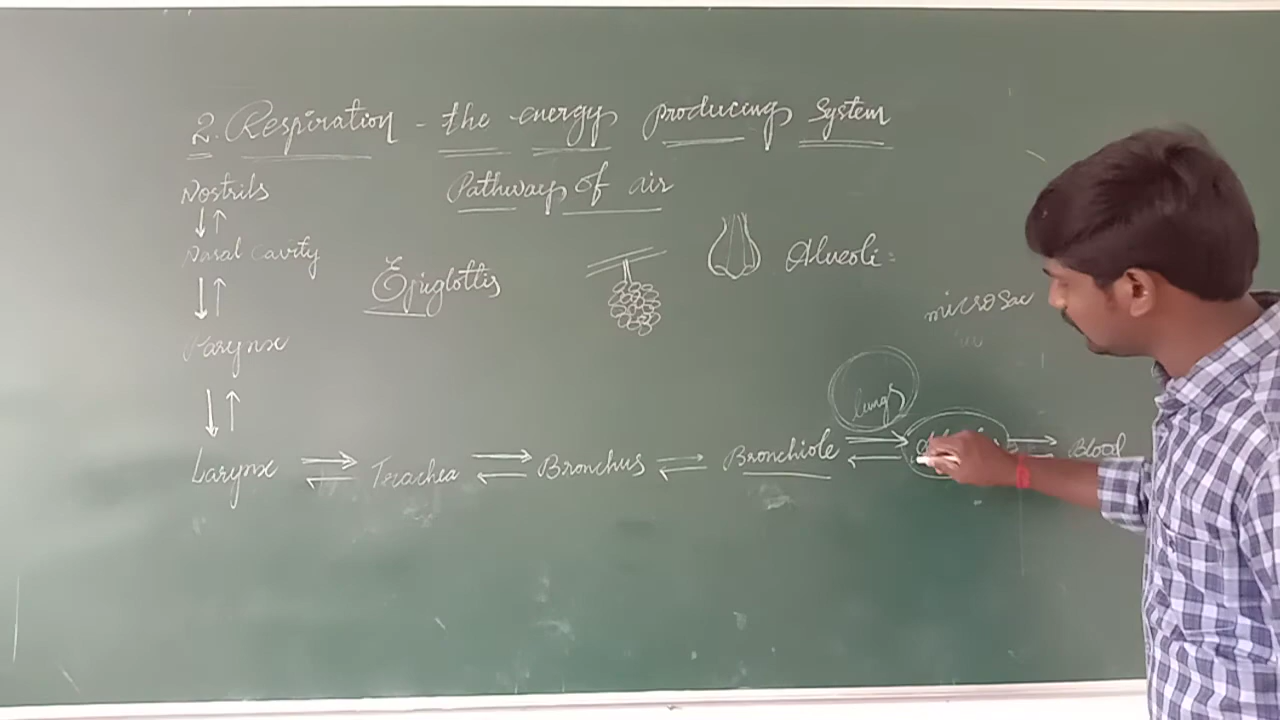 2. Respiration - the energy producing System
Pathway of air
Nostrils
↓↑
Nasal cavity
↓↑
Epiglottis
Alveoli:
microsac
Parynx
↓↑
lungs
Larynx ⇄ Trachea ⇄ Bronchus ⇄ Bronchiole ⇄ ⇄ Blood